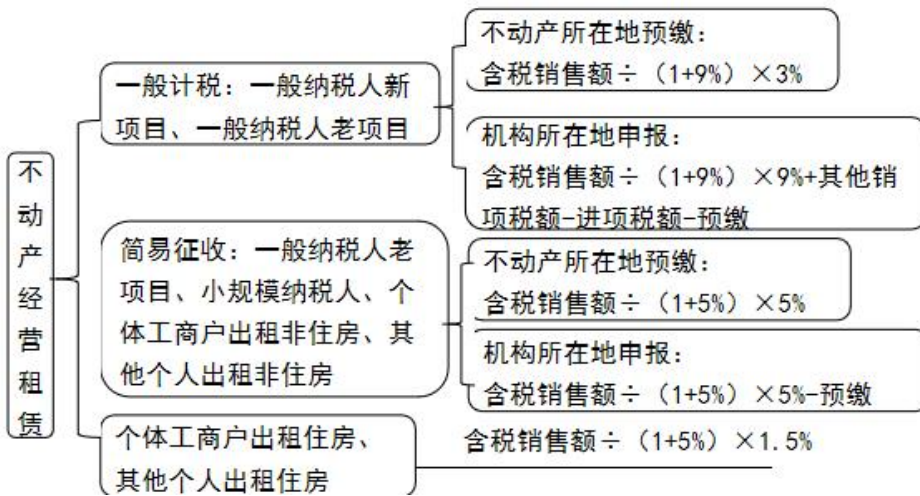 不动产经营租赁
一般计税：一般纳税人新
项目、一般纳税人老项目
不动产所在地预缴：
含税销售额÷（1+9%）×3%
机构所在地申报：
含税销售额÷（1+9%）×9%+其他销
项税额-进项税额-预缴
简易征收：一般纳税人老
项目、小规模纳税人、个
体工商户出租非住房、其
他个人出租非住房
不动产所在地预缴：
含税销售额÷（1+5%）×5%
机构所在地申报：
含税销售额÷（1+5%）×5%-预缴
个体工商户出租住房、
其他个人出租住房
含税销售额÷（1+5%）×1.5%